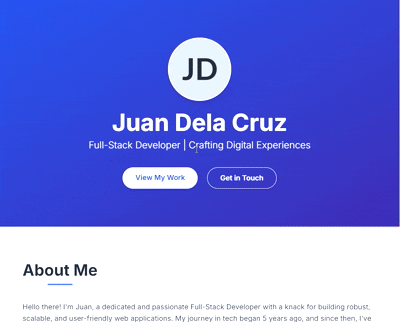 JD
Juan Dela Cruz
Full-Stack Developer | Crafting Digital Experiences
View My Work
Get in Touch
About Me
Hello there! I'm Juan, a dedicated and passionate Full-Stack Developer with a knack for building robust,
scalable, and user-friendly web applications. My journey in tech began 5 years ago, and since then, I've